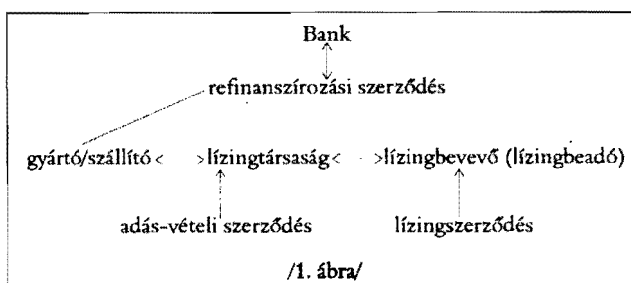 Bank
refinanszírozási szerződés
gyártó/szállító < >lízingtársaság< >lízingbevevő (lízingbeadó)
adás-vételi szerződés lízingszerződés
/1. ábra/